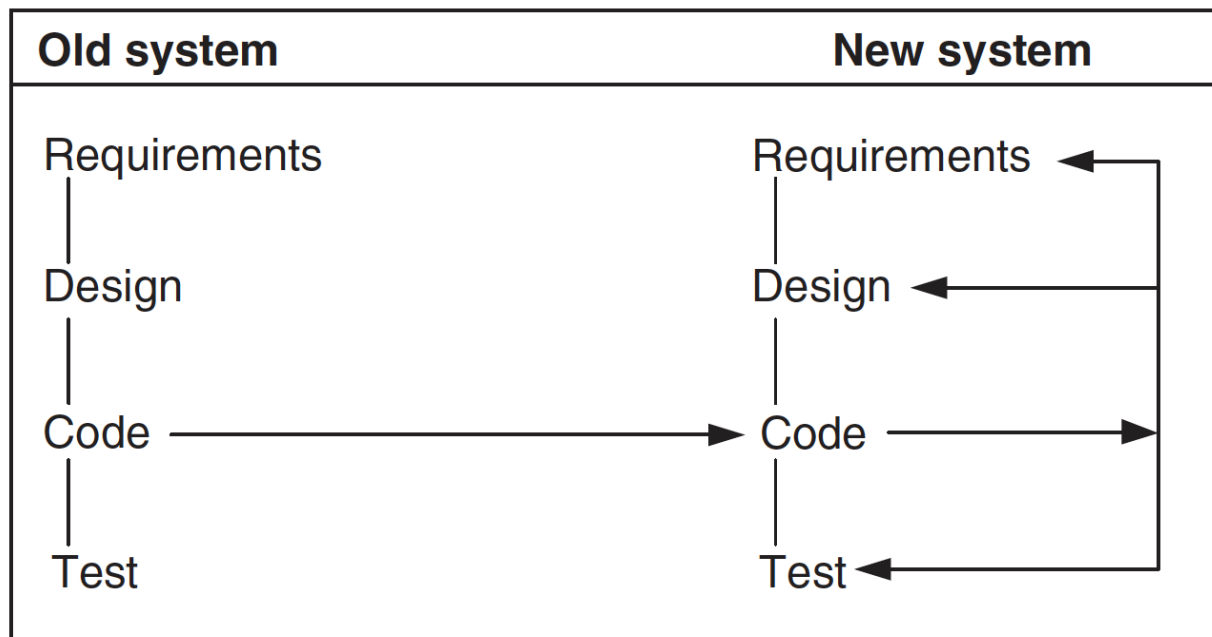 Old system New system
Requirements Requirements
Design Design
Code Code
Test Test